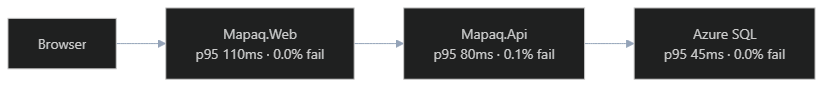 Browser
Mapaq.Web
p95 110ms · 0.0% fail
Mapaq.Api
p95 80ms · 0.1% fail
Azure SQL
p95 45ms · 0.0% fail